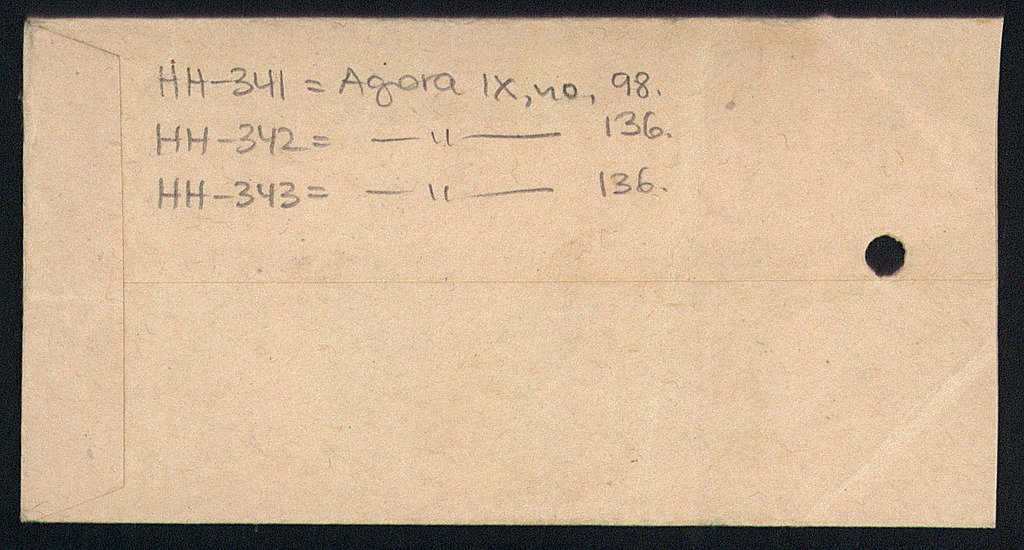 HH-341 = Agora IX, no, 98.
HH-342 = — " — 136.
HH-343 = — " — 136.